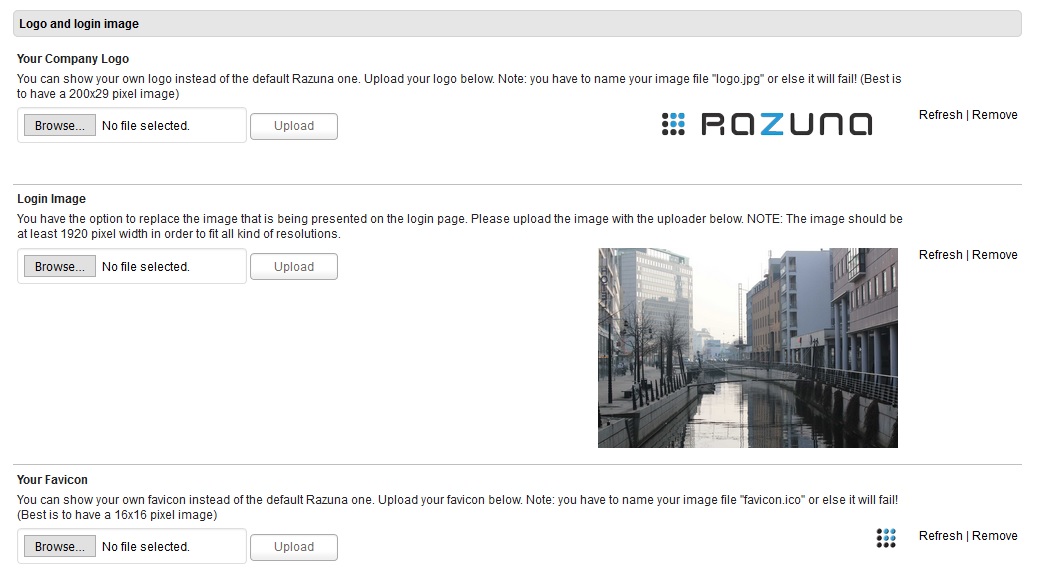 Logo and login image
Your Company Logo
You can show your own logo instead of the default Razuna one. Upload your logo below. Note: you have to name your image file "logo.jpg" or else it will fail! (Best is
to have a 200x29 pixel image)
Browse... No file selected. Upload
RAZUNA
Refresh | Remove
Login Image
You have the option to replace the image that is being presented on the login page. Please upload the image with the uploader below. NOTE: The image should be
at least 1920 pixel width in order to fit all kind of resolutions.
Browse... No file selected. Upload
Refresh | Remove
Your Favicon
You can show your own favicon instead of the default Razuna one. Upload your favicon below. Note: you have to name your image file "favicon.ico" or else it will fail!
(Best is to have a 16x16 pixel image)
Browse... No file selected. Upload
Refresh | Remove